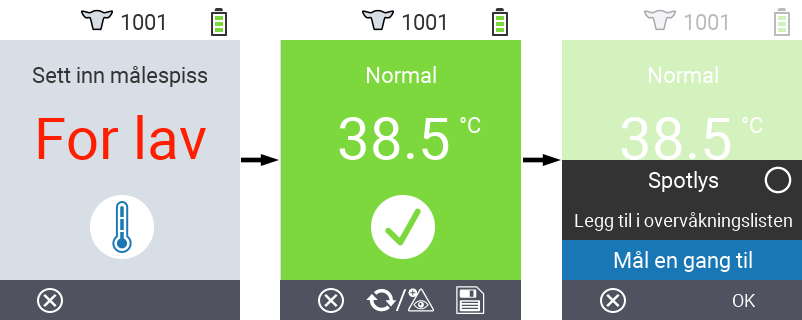 1001
Sett inn målespiss
For lav
1001
Normal
38.5 °C
1001
Normal
38.5 °C
Spotlys
Legg til i overvåkningslisten
Mål en gang til
OK